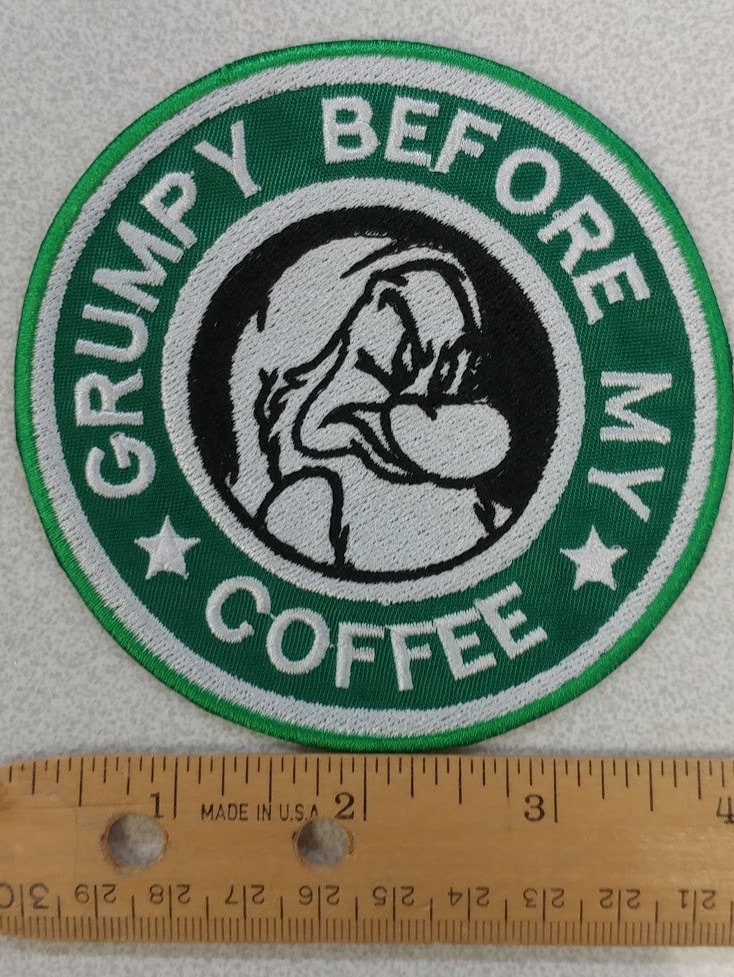 GRUMPY BEFORE MY
COFFEE
1 MADE IN U.S.A. 2 3 4
30 29 28 27 26 25 24 23 22 21